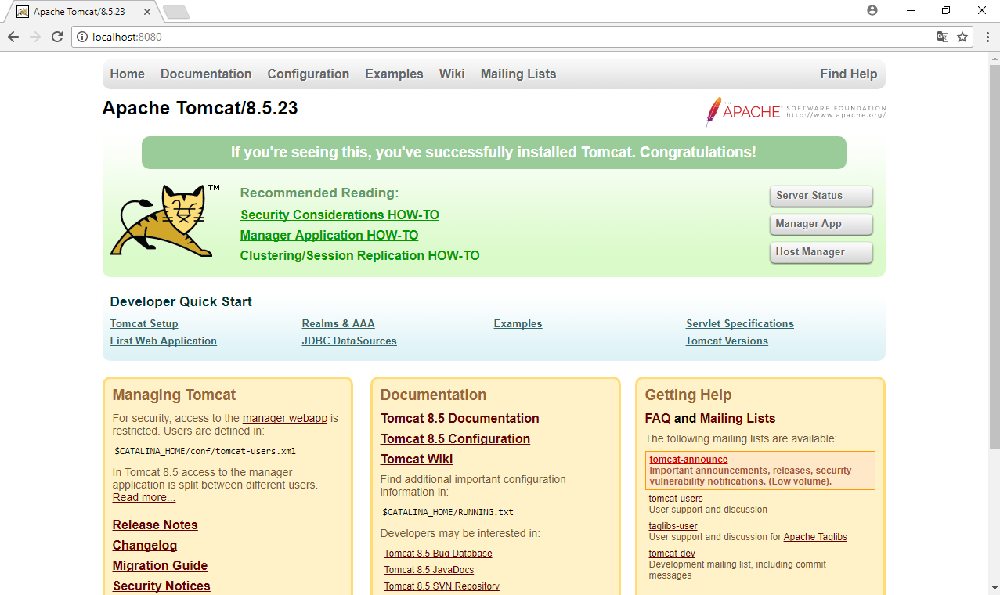 Apache Tomcat/8.5.23
localhost:8080
Home Documentation Configuration Examples Wiki Mailing Lists Find Help
Apache Tomcat/8.5.23
THE
APACHE® SOFTWARE FOUNDATION
http://www.apache.org/
If you're seeing this, you've successfully installed Tomcat. Congratulations!
TM
Recommended Reading:
Security Considerations HOW-TO
Manager Application HOW-TO
Clustering/Session Replication HOW-TO
Server Status
Manager App
Host Manager
Developer Quick Start
Tomcat Setup
First Web Application
Realms & AAA
JDBC DataSources
Examples
Servlet Specifications
Tomcat Versions
Managing Tomcat
For security, access to the manager webapp is
restricted. Users are defined in:
$CATALINA_HOME/conf/tomcat-users.xml
In Tomcat 8.5 access to the manager
application is split between different users.
Read more...
Release Notes
Changelog
Migration Guide
Security Notices
Documentation
Tomcat 8.5 Documentation
Tomcat 8.5 Configuration
Tomcat Wiki
Find additional important configuration
information in:
$CATALINA_HOME/RUNNING.txt
Developers may be interested in:
Tomcat 8.5 Bug Database
Tomcat 8.5 JavaDocs
Tomcat 8.5 SVN Repository
Getting Help
FAQ and Mailing Lists
The following mailing lists are available:
tomcat-announce
Important announcements, releases, security
vulnerability notifications. (Low volume).
tomcat-users
User support and discussion
taglibs-user
User support and discussion for Apache Taglibs
tomcat-dev
Development mailing list, including commit
messages